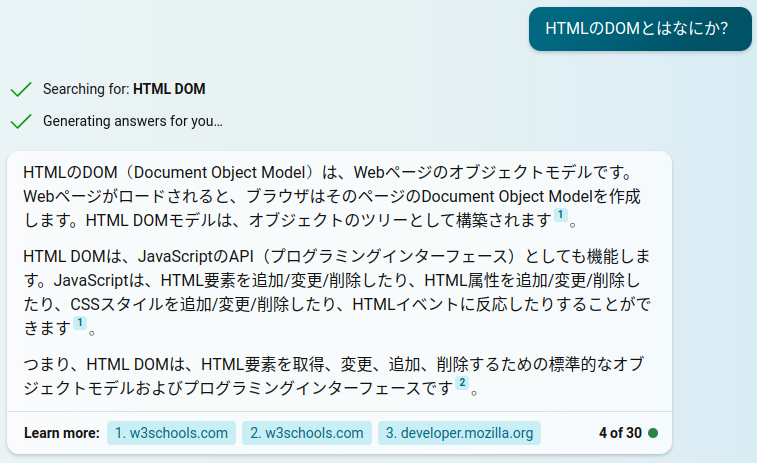 HTMLのDOMとはなにか？
Searching for: HTML DOM
Generating answers for you…
HTMLのDOM（Document Object Model）は、Webページのオブジェクトモデルです。
Webページがロードされると、ブラウザはそのページのDocument Object Modelを作成
します。HTML DOMモデルは、オブジェクトのツリーとして構築されます 1 。
HTML DOMは、JavaScriptのAPI（プログラミングインターフェース）としても機能しま
す。JavaScriptは、HTML要素を追加/変更/削除したり、HTML属性を追加/変更/削除し
たり、CSSスタイルを追加/変更/削除したり、HTMLイベントに反応したりすることがで
きます 1 。
つまり、HTML DOMは、HTML要素を取得、変更、追加、削除するための標準的なオブ
ジェクトモデルおよびプログラミングインターフェースです 2 。
Learn more: 1. w3schools.com 2. w3schools.com 3. developer.mozilla.org 4 of 30